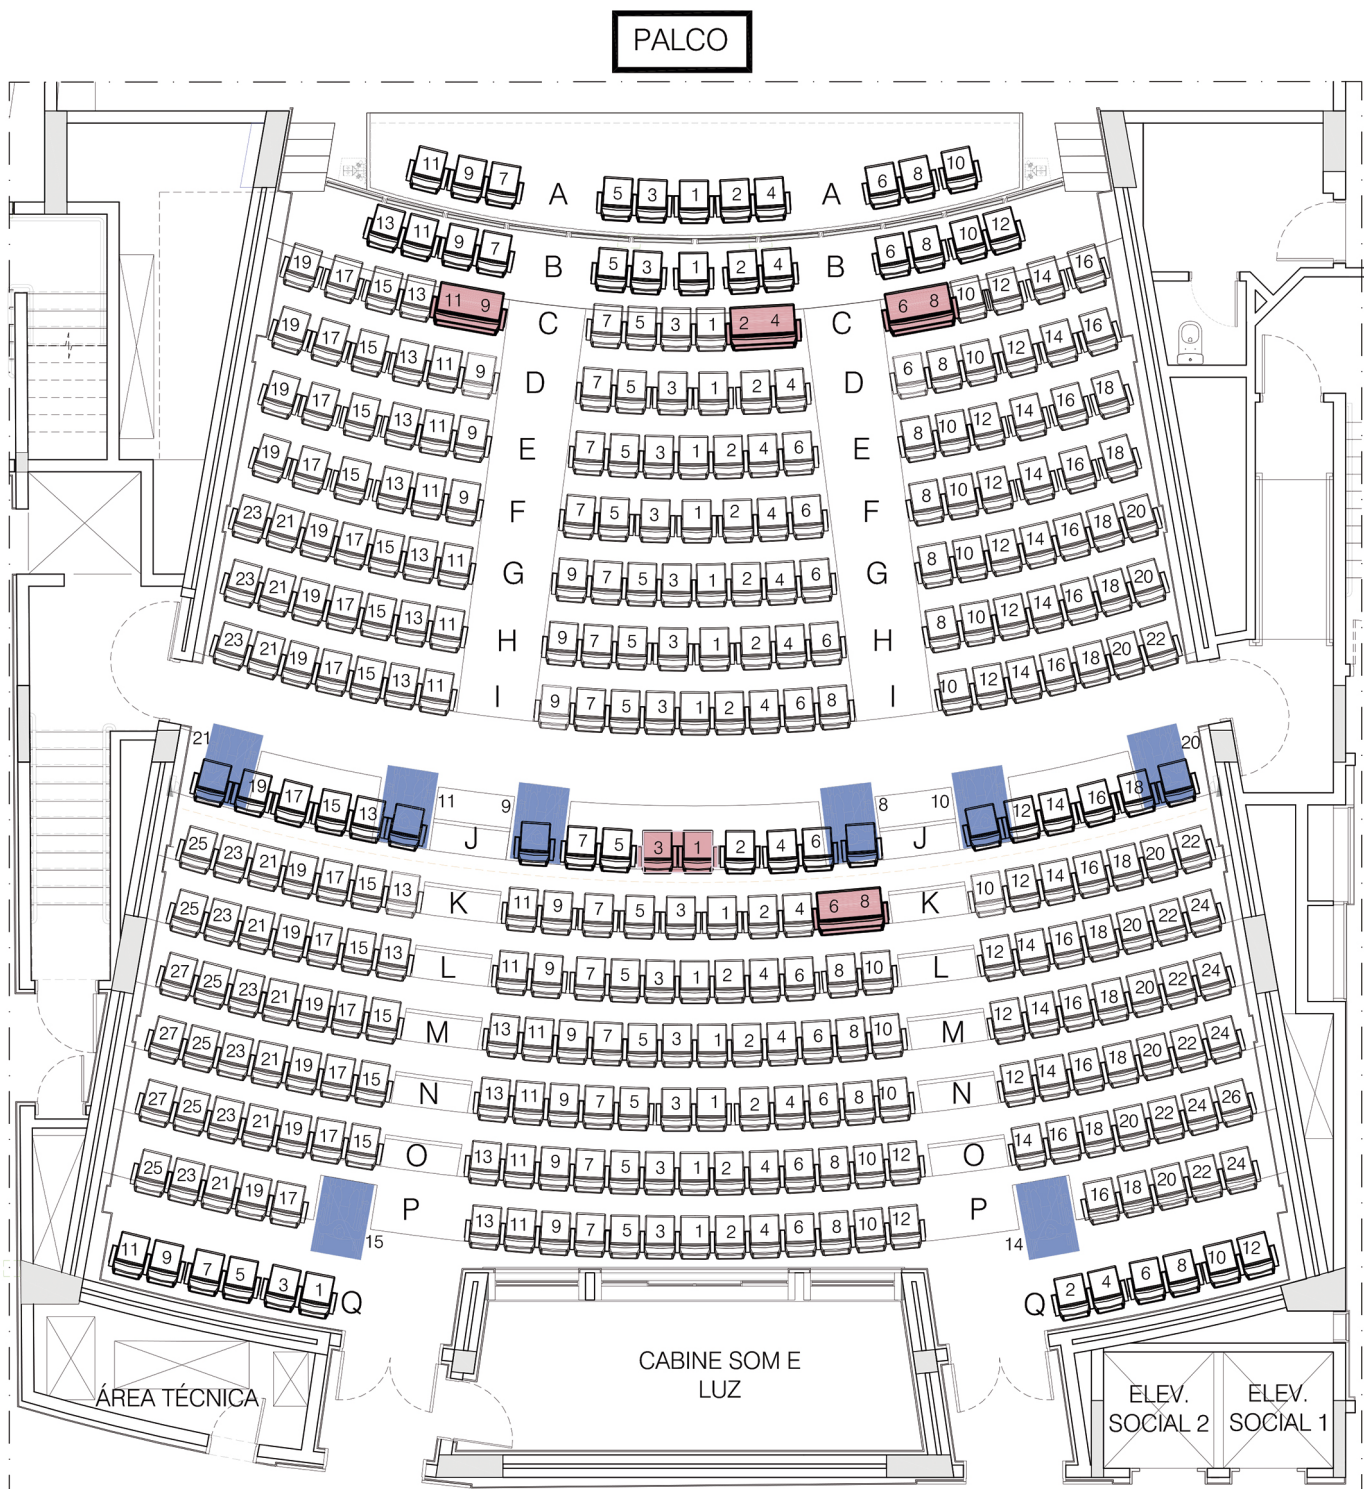 PALCO
11 9 7 A 5 3 1 2 4 A 6 8 10
13 11 9 7 B 5 3 1 2 4 B 6 8 10 12
19 17 15 13 11 9 C 7 5 3 1 2 4 C 6 8 10 12 14 16
19 17 15 13 11 9 D 7 5 3 1 2 4 D 6 8 10 12 14 16
19 17 15 13 11 9 E 7 5 3 1 2 4 6 E 8 10 12 14 16 18
19 17 15 13 11 9 F 7 5 3 1 2 4 6 F 8 10 12 14 16 18
23 21 19 17 15 13 11 G 9 7 5 3 1 2 4 6 G 8 10 12 14 16 18 20
23 21 19 17 15 13 11 H 9 7 5 3 1 2 4 6 H 8 10 12 14 16 18 20
23 21 19 17 15 13 11 I 9 7 5 3 1 2 4 6 8 I 10 12 14 16 18 20 22
21 19 17 15 13 11 J 9 7 5 3 1 2 4 6 8 J 10 12 14 16 18 20
25 23 21 19 17 15 13 K 11 9 7 5 3 1 2 4 6 8 K 10 12 14 16 18 20 22
25 23 21 19 17 15 13 L 11 9 7 5 3 1 2 4 6 8 10 L 12 14 16 18 20 22 24
27 25 23 21 19 17 15 M 13 11 9 7 5 3 1 2 4 6 8 10 M 12 14 16 18 20 22 24
27 25 23 21 19 17 15 N 13 11 9 7 5 3 1 2 4 6 8 10 N 12 14 16 18 20 22 24
27 25 23 21 19 17 15 O 13 11 9 7 5 3 1 2 4 6 8 10 12 O 14 16 18 20 22 24 26
25 23 21 19 17 15 P 13 11 9 7 5 3 1 2 4 6 8 10 12 P 14 16 18 20 22 24
11 9 7 5 3 1 Q Q 2 4 6 8 10 12
CABINE SOM E
LUZ
ÁREA TÉCNICA
ELEV.
SOCIAL 2
ELEV.
SOCIAL 1